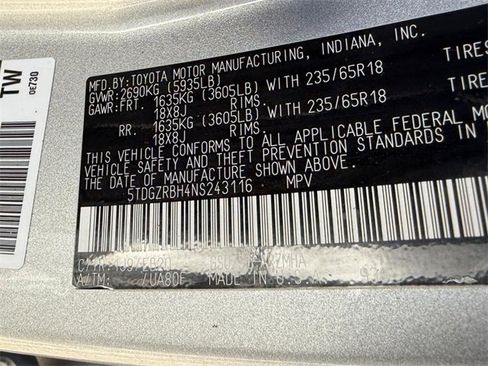 TW
0E730
MFD.BY:TOYOTA MOTOR MANUFACTURING, INDIANA, INC.
GVWR:2690KG (5935LB)
GAWR:FRT. 1635KG (3605LB) WITH 235/65R18 TIRES
18X8J RIMS.
RR. 1635KG (3605LB) WITH 235/65R18 TIRES
18X8J RIMS.
THIS VEHICLE CONFORMS TO ALL APPLICABLE FEDERAL MO
VEHICLE SAFETY AND THEFT PREVENTION STANDARDS IN E
THE DATE OF MANUFACTURE SHOWN ABOVE.
5TDGZRBH4NS243116 MPV
A/TM: UA80F MADE IN